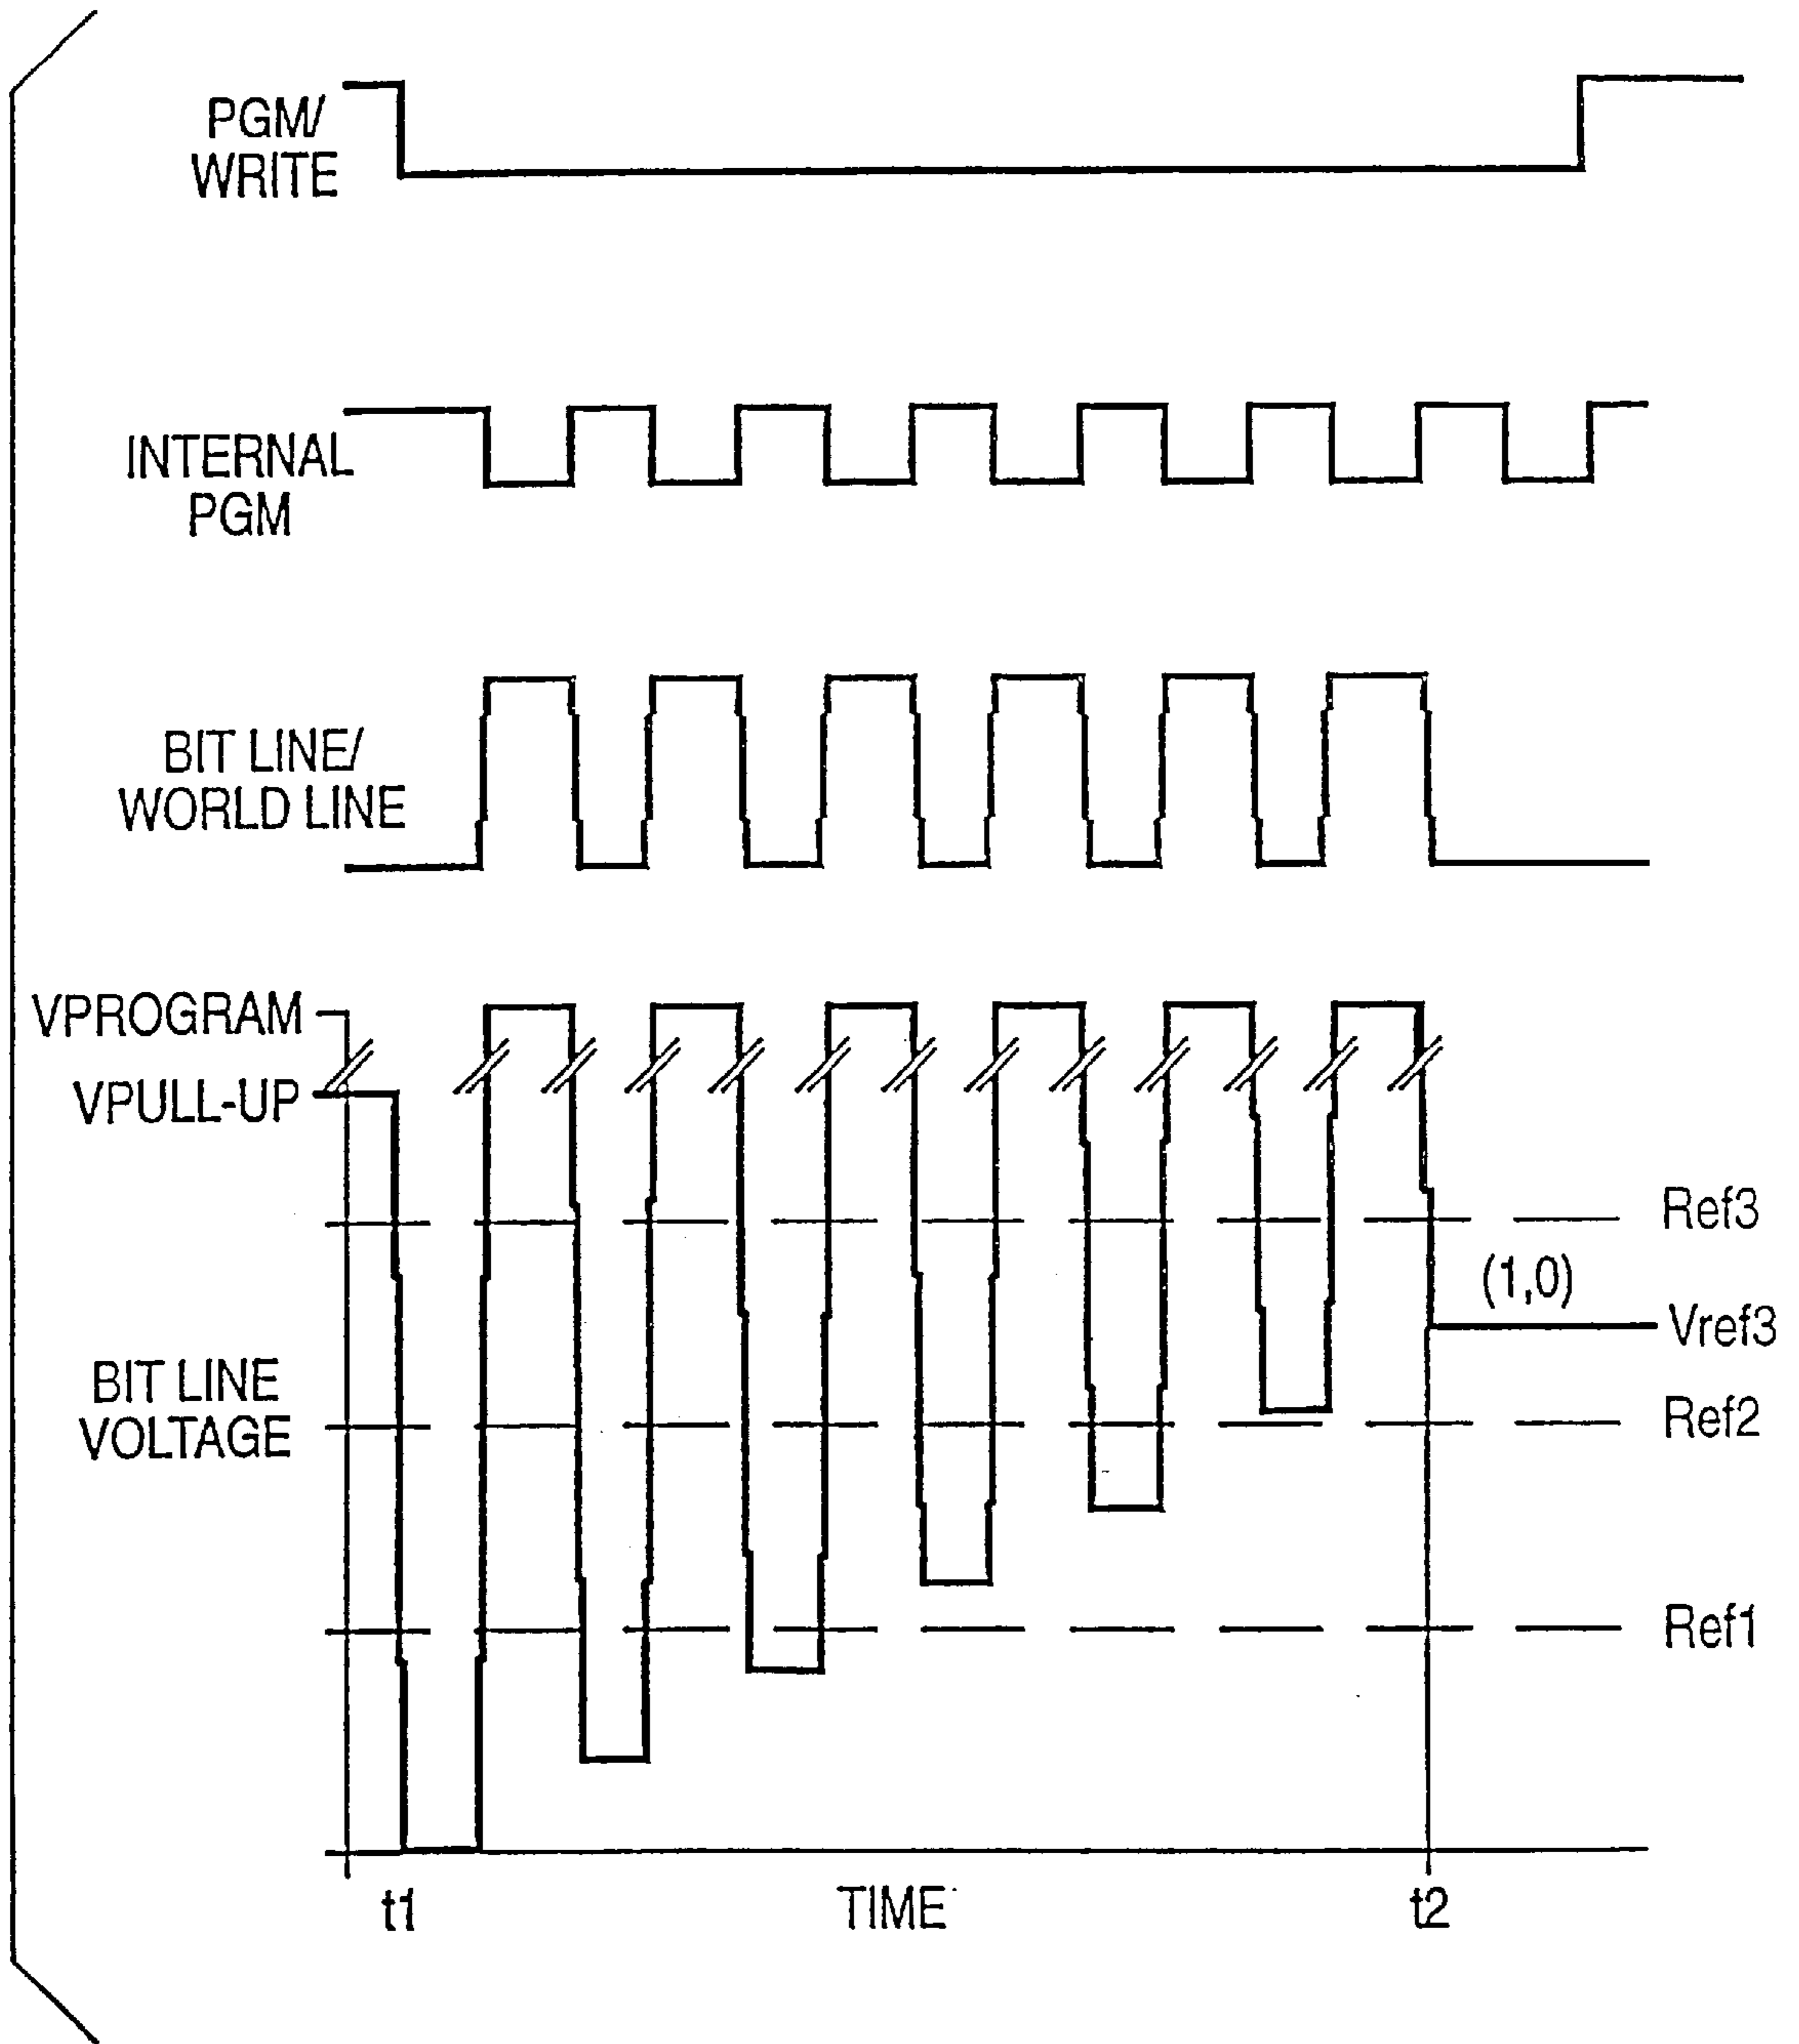 PGM/
WRITE
INTERNAL
PGM
BIT LINE/
WORLD LINE
VPROGRAM
VPULL-UP
Ref3
(1,0)
Vref3
BIT LINE
VOLTAGE
Ref2
Ref1
t1
TIME
t2